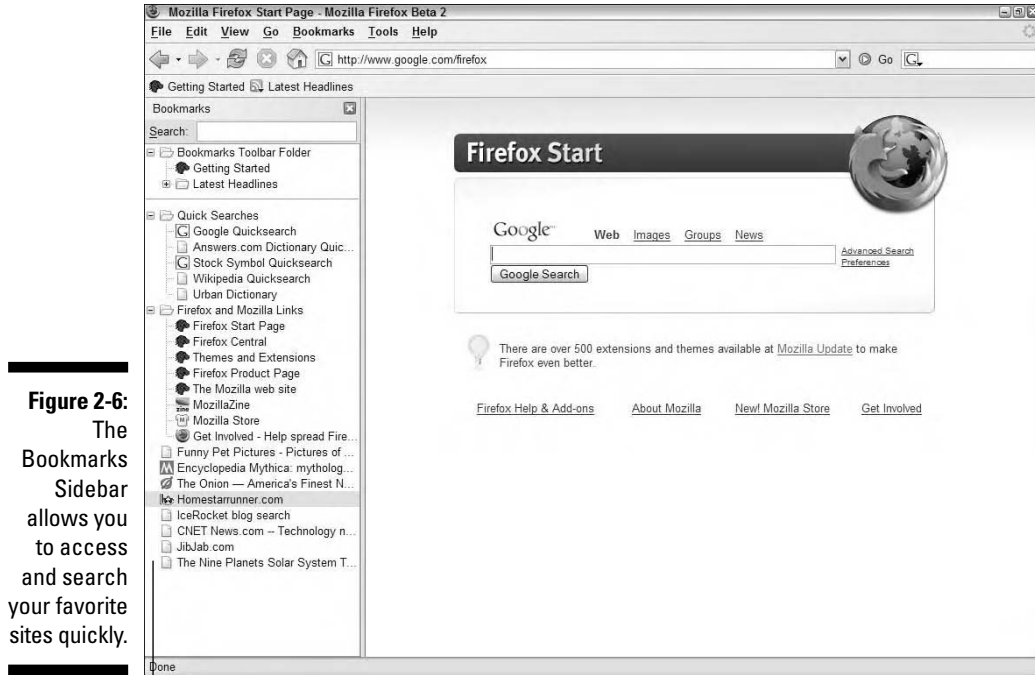 Mozilla Firefox Start Page - Mozilla Firefox Beta 2
File Edit View Go Bookmarks Tools Help
G http://www.google.com/firefox Go G
Getting Started Latest Headlines
Bookmarks
Search:
Bookmarks Toolbar Folder
Getting Started
Latest Headlines
Quick Searches
G Google Quicksearch
Answers.com Dictionary Quic...
G Stock Symbol Quicksearch
Wikipedia Quicksearch
Urban Dictionary
Firefox and Mozilla Links
Firefox Start Page
Firefox Central
Themes and Extensions
Firefox Product Page
The Mozilla web site
MozillaZine
Mozilla Store
Get Involved - Help spread Fire...
Funny Pet Pictures - Pictures of ...
M Encyclopedia Mythica: mytholog...
The Onion — America's Finest N...
Homestarrunner.com
IceRocket blog search
CNET News.com -- Technology n...
JibJab.com
The Nine Planets Solar System T...
Done
Firefox Start
Google
Web Images Groups News
Advanced Search
Preferences
Google Search
There are over 500 extensions and themes available at Mozilla Update to make
Firefox even better.
Firefox Help & Add-ons About Mozilla New! Mozilla Store Get Involved
Figure 2-6:
The
Bookmarks
Sidebar
allows you
to access
and search
your favorite
sites quickly.